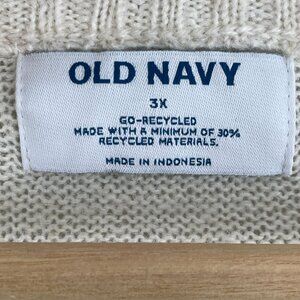 OLD NAVY
3X
GO-RECYCLED
MADE WITH A MINIMUM OF 30%
RECYCLED MATERIALS.
MADE IN INDONESIA